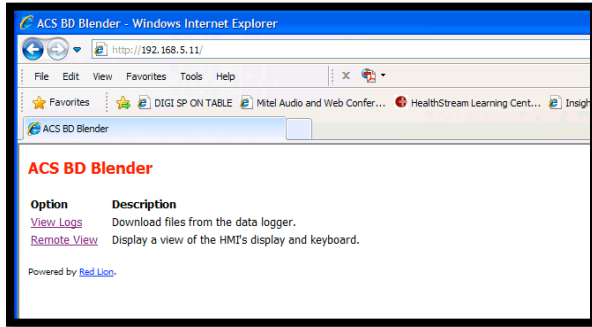 ACS BD Blender - Windows Internet Explorer
http://192.168.5.11/
File Edit View Favorites Tools Help
x
Favorites DIGI SP ON TABLE Mitel Audio and Web Confer... HealthStream Learning Cent... Insigh
ACS BD Blender
ACS BD Blender
Option Description
View Logs Download files from the data logger.
Remote View Display a view of the HMI's display and keyboard.
Powered by Red Lion.